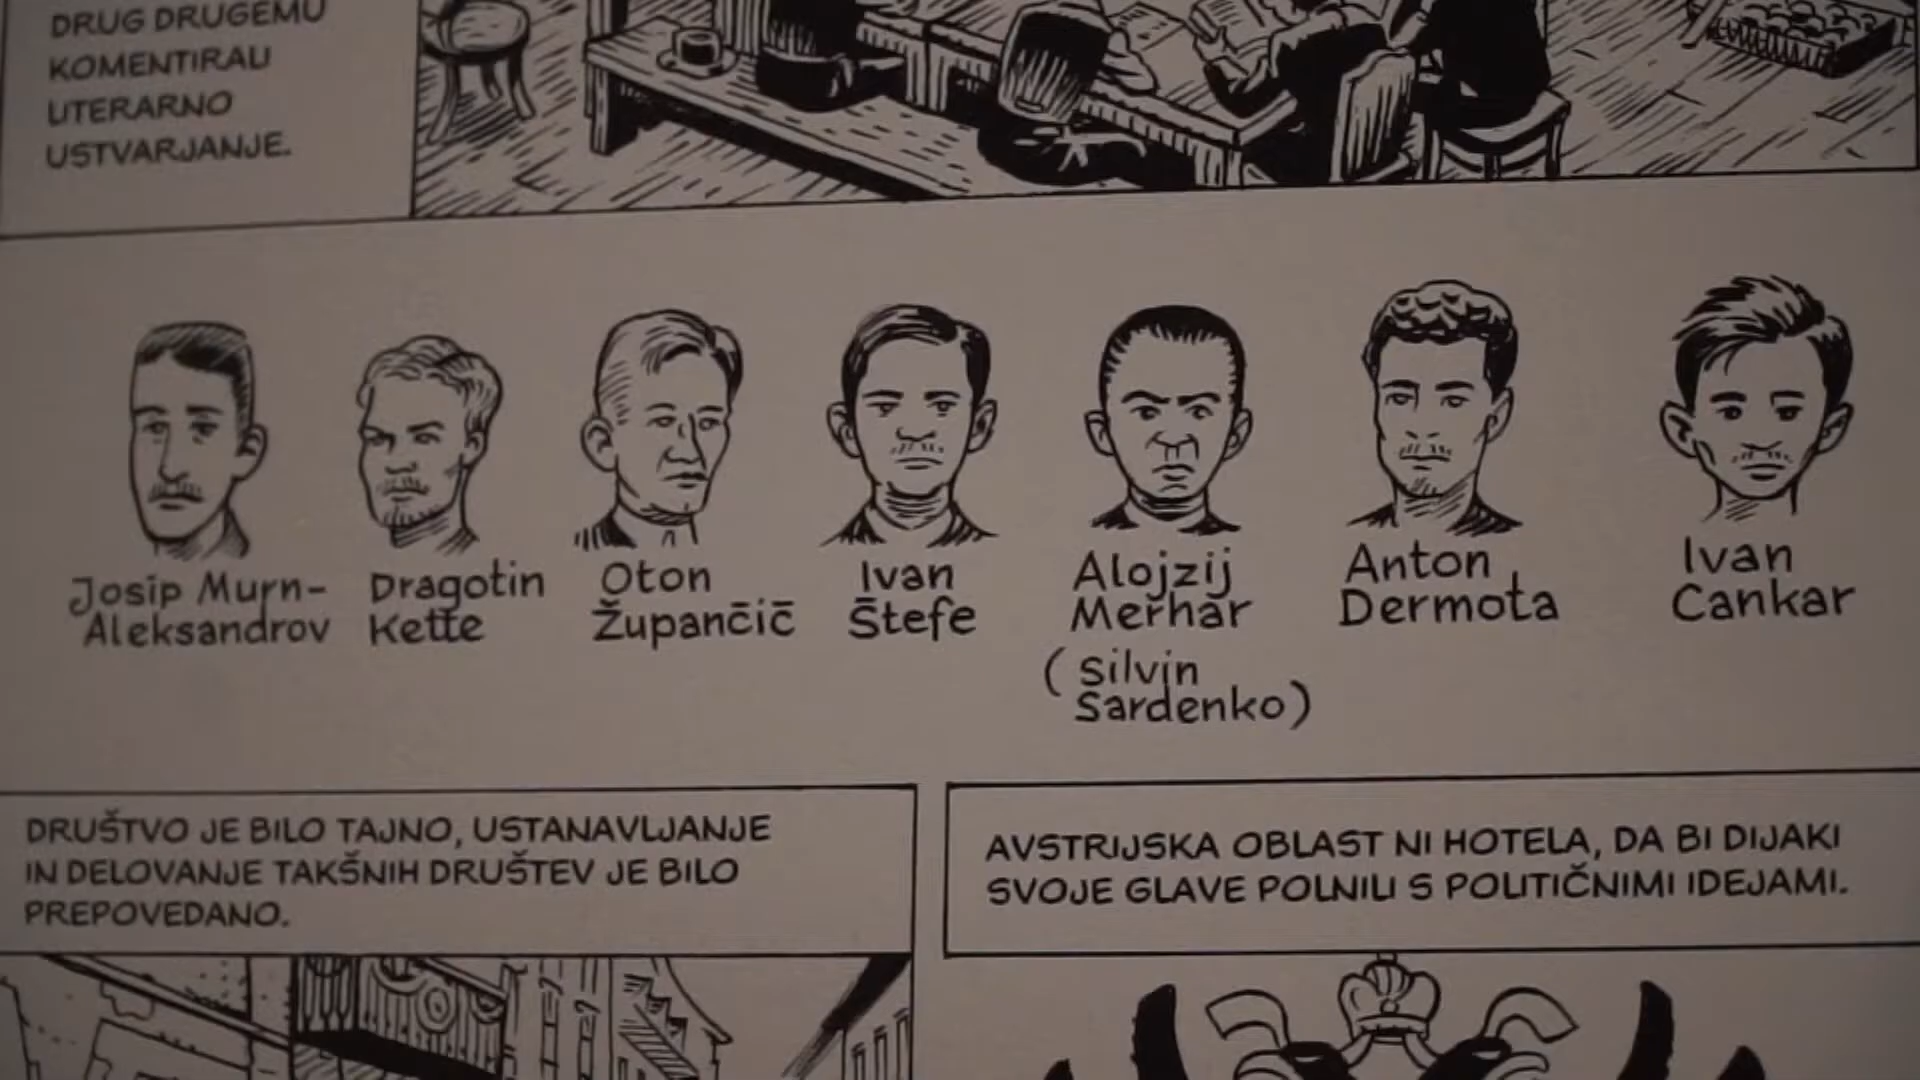 DRUG DRUGEMU
KOMENTIRALI
LITERARNO
USTVARJANJE.
Josip Murn-
Aleksandrov
Dragotin
Kette
Oton
Župančič
Ivan
Štefe
Alojzij
Merhar
(Silvin
Sardenko)
Anton
Dermota
Ivan
Cankar
DRUŠTVO JE BILO TAJNO, USTANAVLJANJE
IN DELOVANJE TAKŠNIH DRUŠTEV JE BILO
PREPOVEDANO.
AVSTRIJSKA OBLAST NI HOTELA, DA BI DIJAKI
SVOJE GLAVE POLNILI S POLITIČNIMI IDEJAMI.